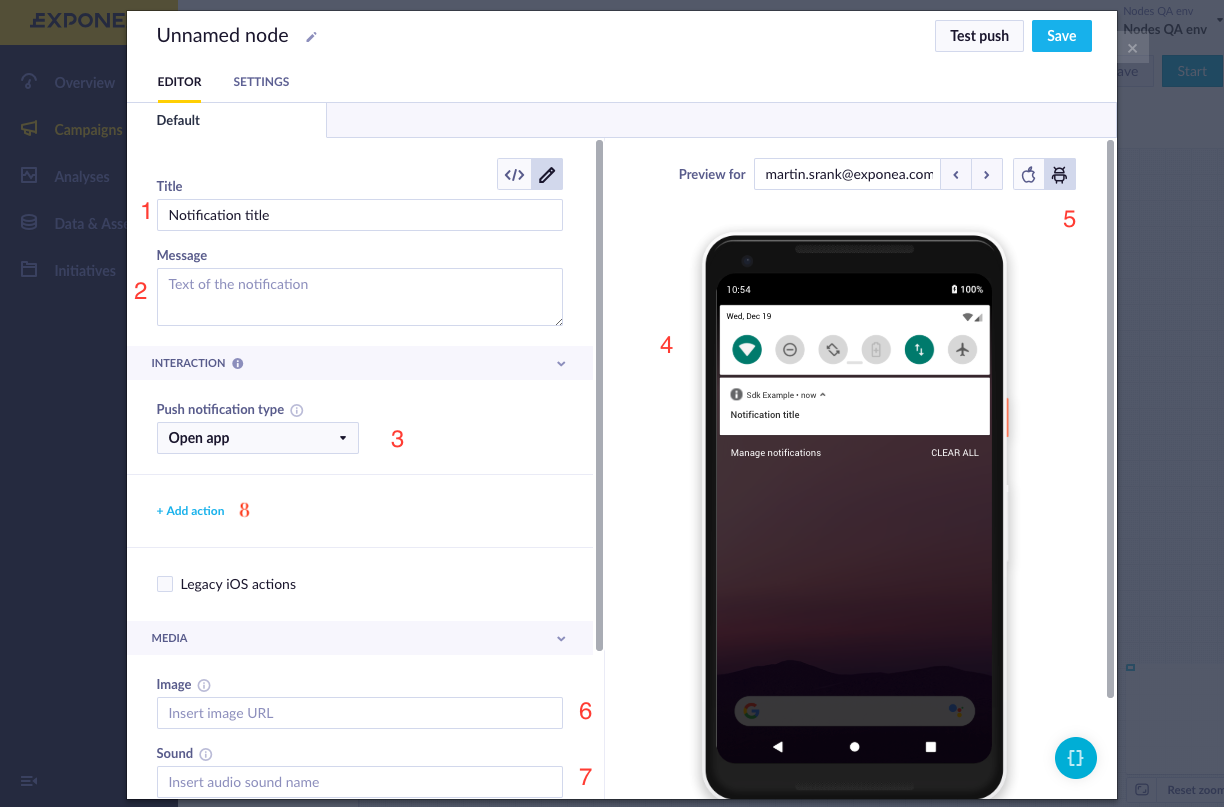 EXPONE
Nodes QA env
Nodes QA env
Unnamed node
Test push
Save
ave
Start
EDITOR
SETTINGS
Overview
Campaigns
Analyses
Data & Asse
Initiatives
Default
Title
1
Notification title
Message
2
Text of the notification
INTERACTION
Push notification type
Open app
3
+ Add action
8
Legacy iOS actions
MEDIA
Image
Insert image URL
6
Sound
Insert audio sound name
7
Preview for
martin.srank@exponea.com
5
4
10:54
100%
Wed, Dec 19
Sdk Example • now
Notification title
Manage notifications
CLEAR ALL
G
{}
Reset zoom